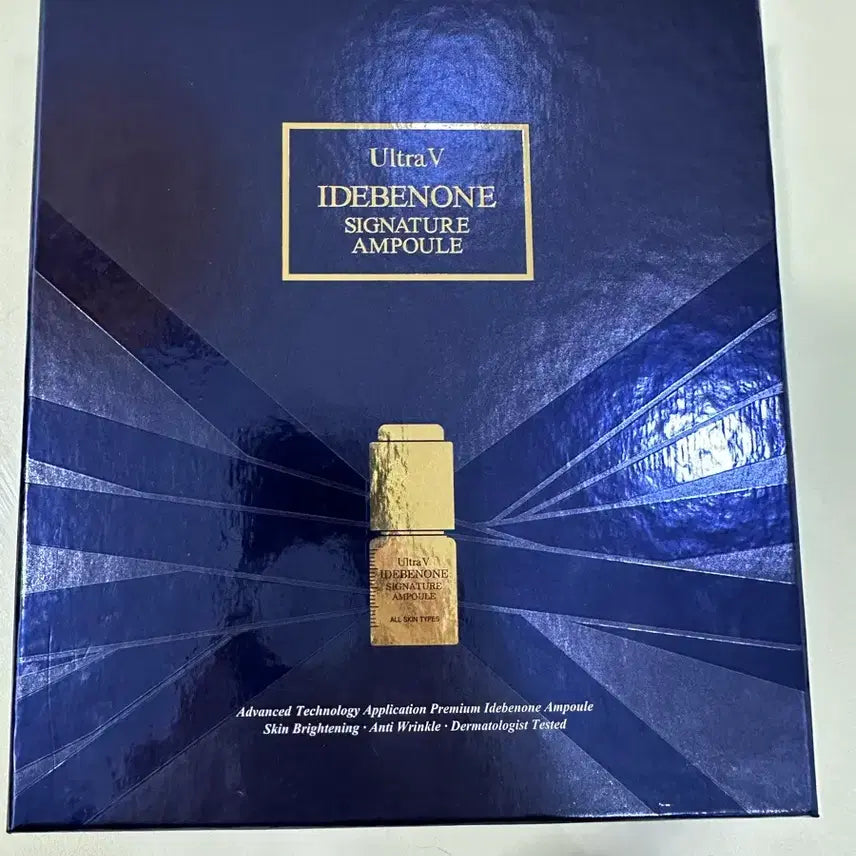 UltraV
IDEBENONE
SIGNATURE
AMPOULE
UltraV
IDEBENONE
SIGNATURE
AMPOULE
ALL SKIN TYPES
Advanced Technology Application Premium Idebenone Ampoule
Skin Brightening · Anti Wrinkle · Dermatologist Tested